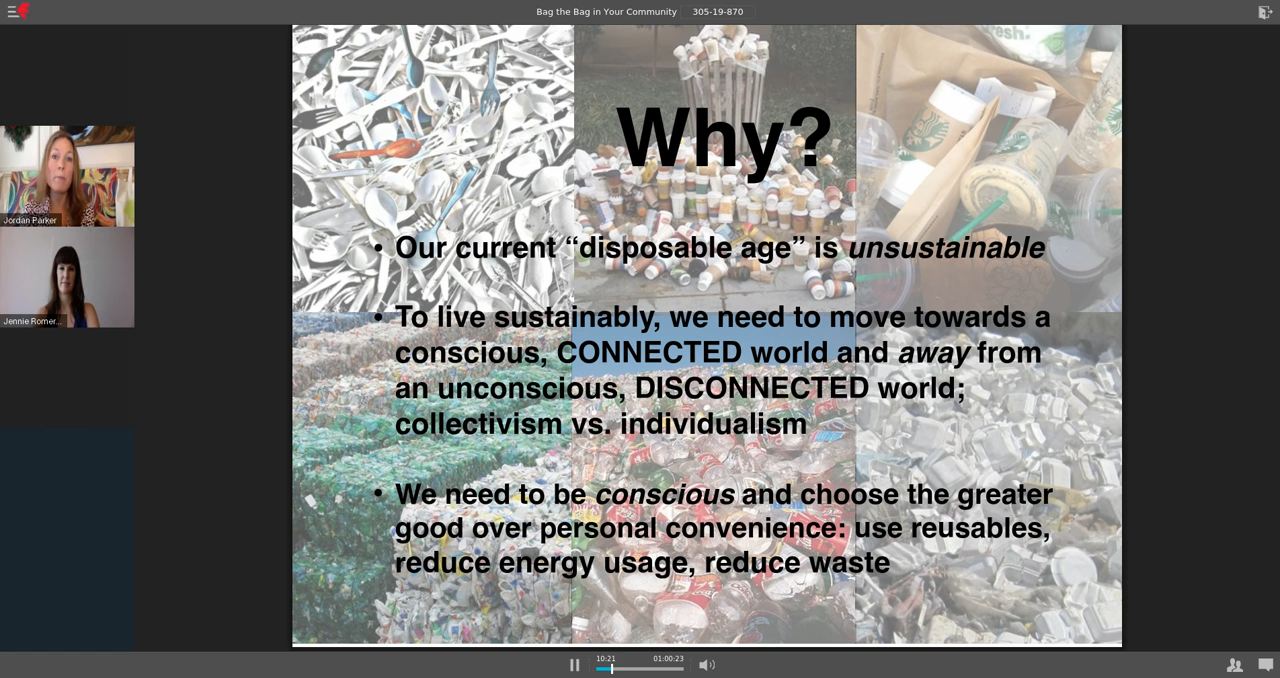 Bag the Bag in Your Community 305-19-870
Why?
• Our current “disposable age” is unsustainable
• To live sustainably, we need to move towards a
conscious, CONNECTED world and away from
an unconscious, DISCONNECTED world;
collectivism vs. individualism
• We need to be conscious and choose the greater
good over personal convenience: use reusables,
reduce energy usage, reduce waste
Jordan Parker
Jennie Romer...
10:21 01:00:23